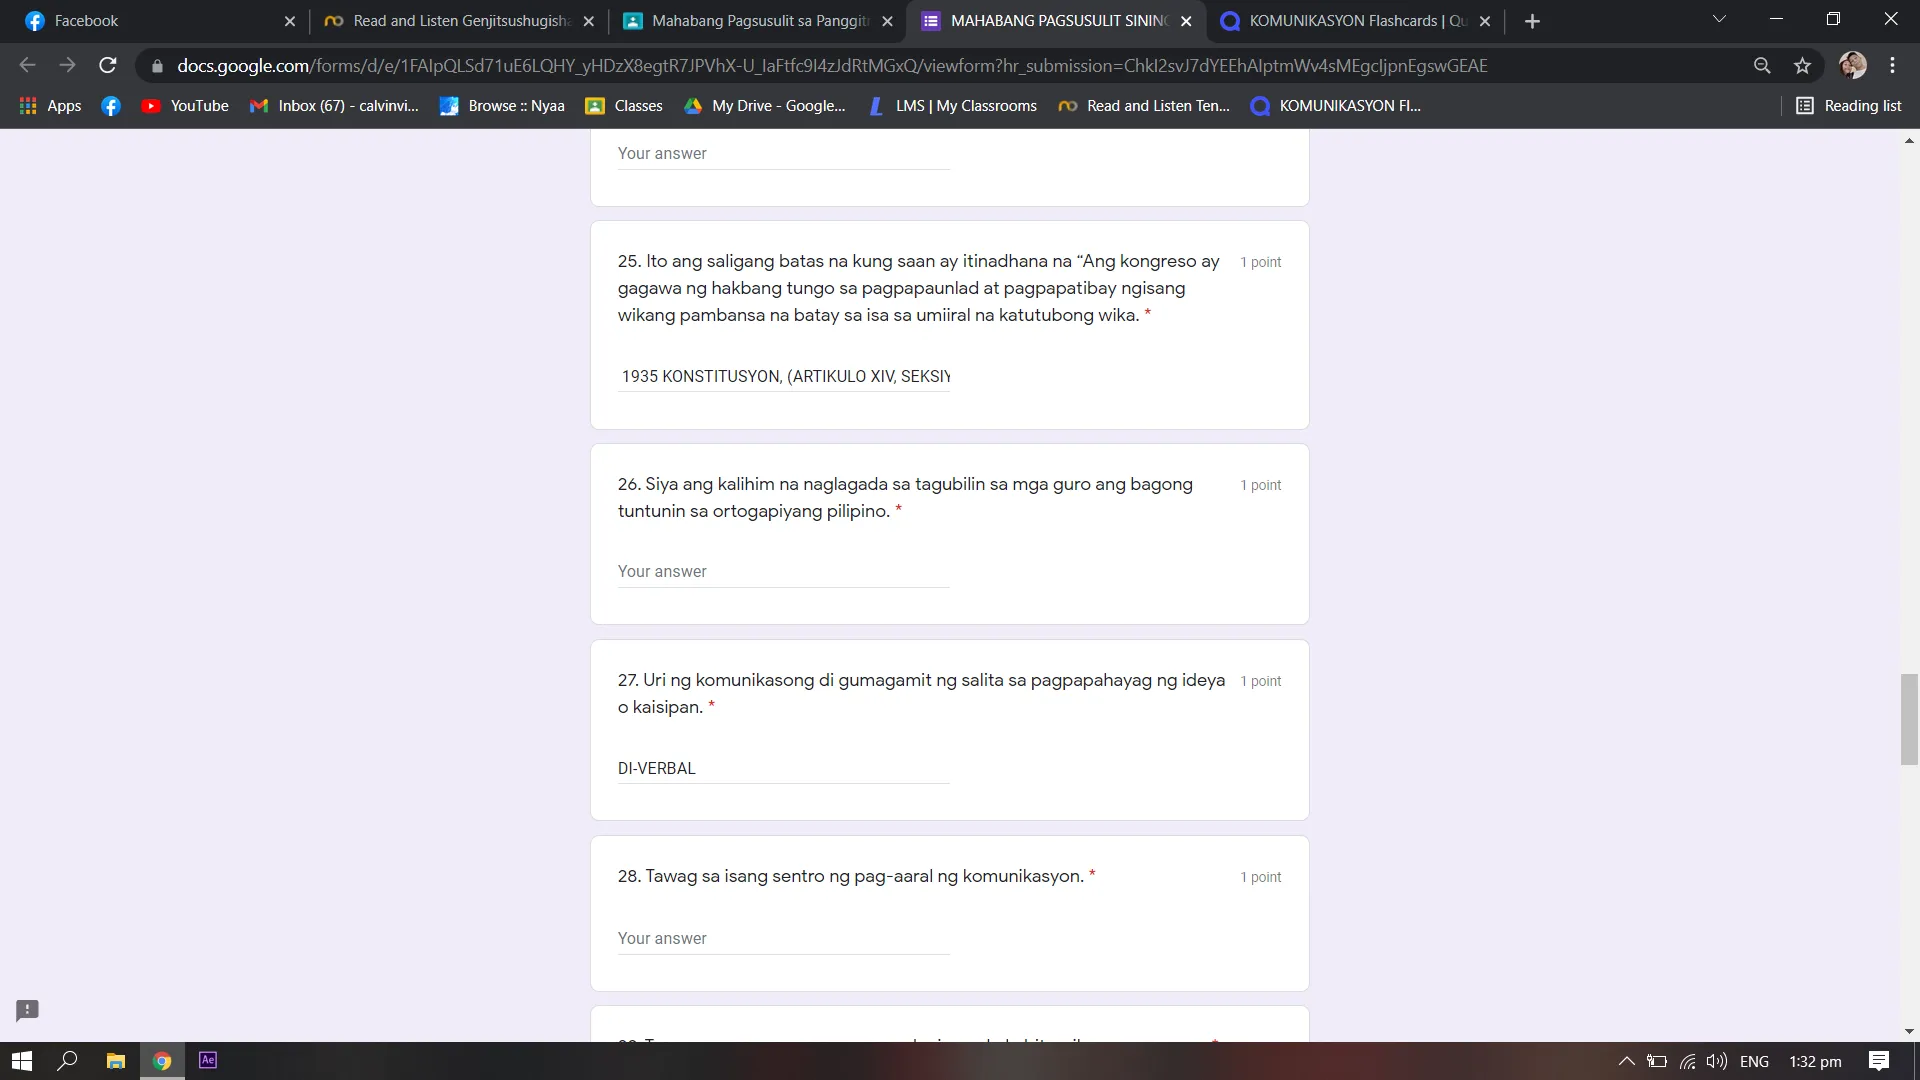 Facebook
Read and Listen Genjitsushugisha
Mahabang Pagsusulit sa Panggit
MAHABANG PAGSUSULIT SINING
KOMUNIKASYON Flashcards | Qu
docs.google.com/forms/d/e/1FAIpQLSd71uE6LQHY_yHDzX8egtR7JPVhX-U_IaFtfc9I4zJdRtMGxQ/viewform?hr_submission=ChkI2svJ7dYEEhAIptmWv4sMEgcIjpnEgswGEAE
Apps
YouTube
Inbox (67) - calvinvi...
Browse :: Nyaa
Classes
My Drive - Google...
LMS | My Classrooms
Read and Listen Ten...
KOMUNIKASYON Fl...
Reading list
Your answer
25. Ito ang saligang batas na kung saan ay itinadhana na “Ang kongreso ay
1 point
gagawa ng hakbang tungo sa pagpapaunlad at pagpapatibay ngisang
wikang pambansa na batay sa isa sa umiiral na katutubong wika. *
1935 KONSTITUSYON, (ARTIKULO XIV, SEKSIY
26. Siya ang kalihim na naglagada sa tagubilin sa mga guro ang bagong
1 point
tuntunin sa ortogapiyang pilipino. *
Your answer
27. Uri ng komunikasong di gumagamit ng salita sa pagpapahayag ng ideya
1 point
o kaisipan. *
DI-VERBAL
28. Tawag sa isang sentro ng pag-aaral ng komunikasyon. *
1 point
Your answer
Ae
ENG
1:32 pm